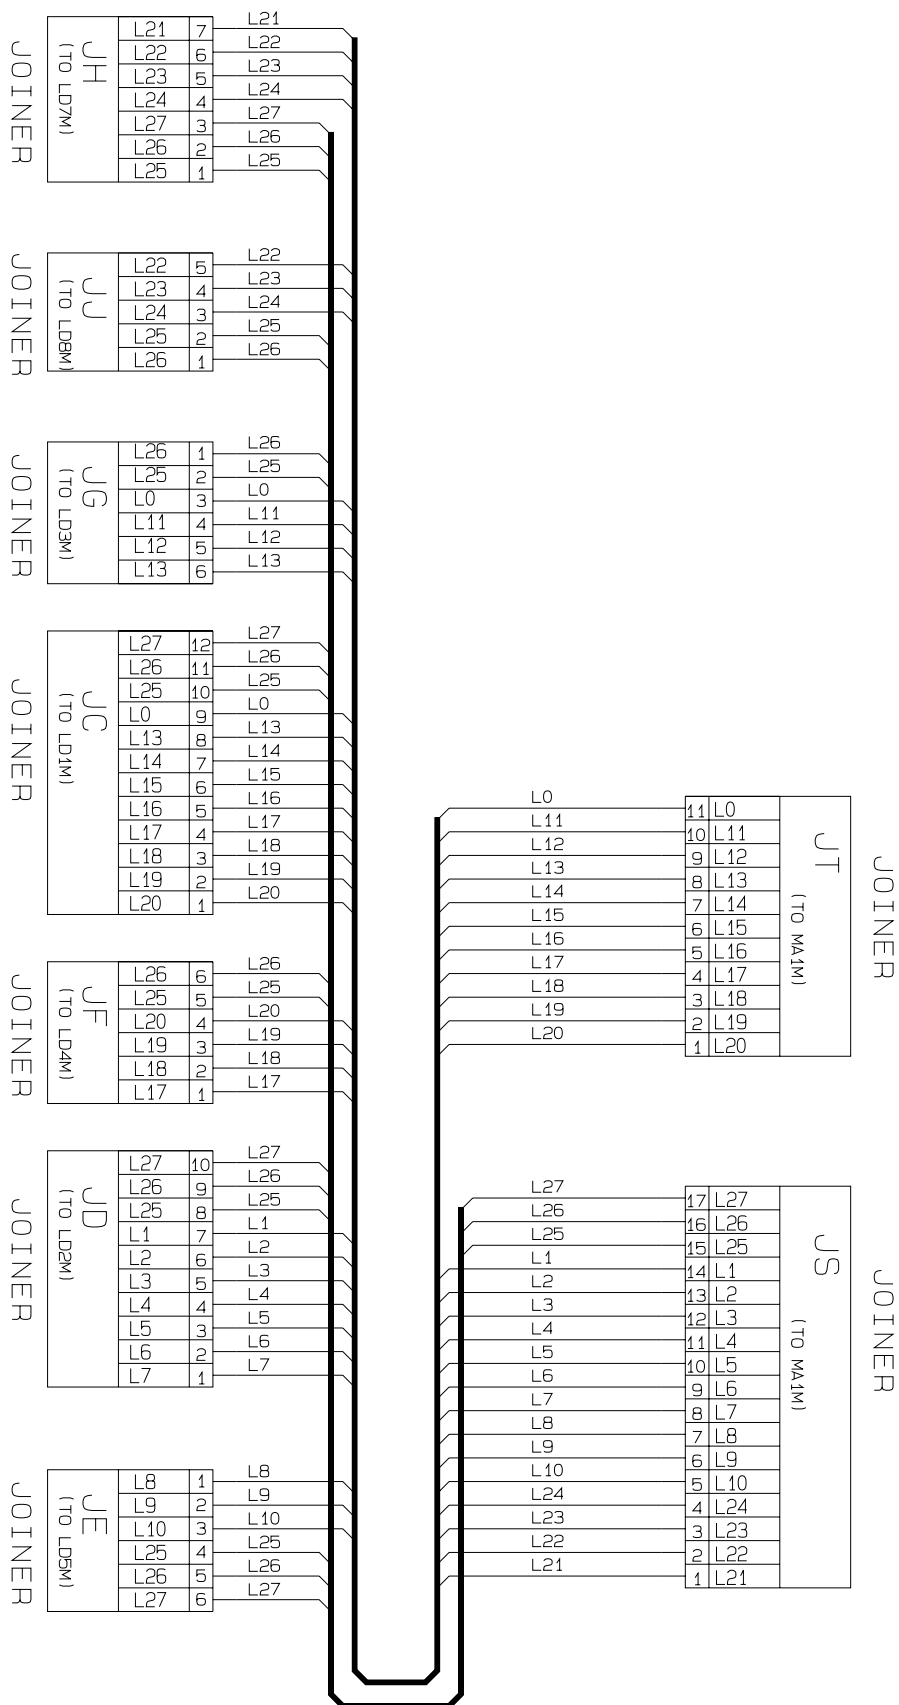 JOINER
JH
(TO LD7M)
L21 7 L21
L22 6 L22
L23 5 L23
L24 4 L24
L27 3 L27
L26 2 L26
L25 1 L25
JOINER
JJ
(TO LD8M)
L22 5 L22
L23 4 L23
L24 3 L24
L25 2 L25
L26 1 L26
JOINER
JG
(TO LD3M)
L26 1 L26
L25 2 L25
L0 3 L0
L11 4 L11
L12 5 L12
L13 6 L13
JOINER
JC
(TO LD1M)
L27 12 L27
L26 11 L26
L25 10 L25
L0 9 L0
L13 8 L13
L14 7 L14
L15 6 L15
L16 5 L16
L17 4 L17
L18 3 L18
L19 2 L19
L20 1 L20
JOINER
JF
(TO LD4M)
L26 6 L26
L25 5 L25
L20 4 L20
L19 3 L19
L18 2 L18
L17 1 L17
JOINER
JD
(TO LD2M)
L27 10 L27
L26 9 L26
L25 8 L25
L1 7 L1
L2 6 L2
L3 5 L3
L4 4 L4
L5 3 L5
L6 2 L6
L7 1 L7
JOINER
JE
(TO LD5M)
L8 1 L8
L9 2 L9
L10 3 L10
L25 4 L25
L26 5 L26
L27 6 L27
JOINER
JT
(TO MA1M)
L0 11 L0
L11 10 L11
L12 9 L12
L13 8 L13
L14 7 L14
L15 6 L15
L16 5 L16
L17 4 L17
L18 3 L18
L19 2 L19
L20 1 L20
JOINER
JS
(TO MA1M)
L27 17 L27
L26 16 L26
L25 15 L25
L1 14 L1
L2 13 L2
L3 12 L3
L4 11 L4
L5 10 L5
L6 9 L6
L7 8 L7
L8 7 L8
L9 6 L9
L10 5 L10
L24 4 L24
L23 3 L23
L22 2 L22
L21 1 L21